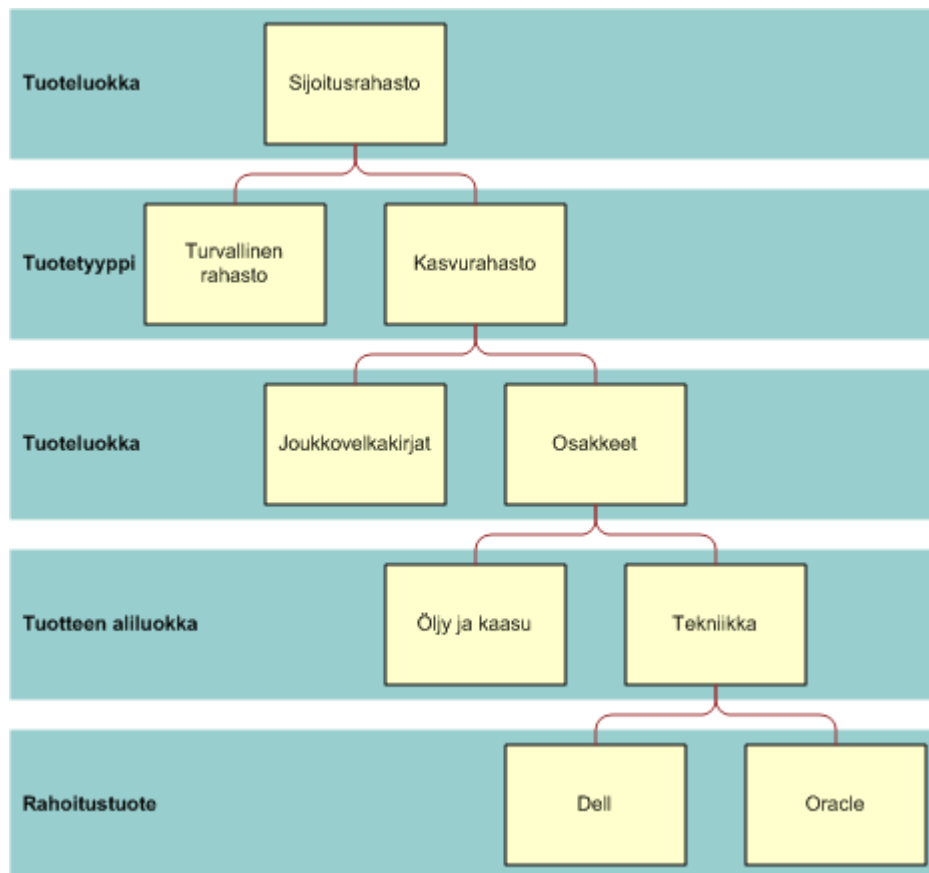 Tuoteluokka
Sijoitusrahasto
Tuotetyyppi
Turvallinen
rahasto
Kasvurahasto
Tuoteluokka
Joukkovelkakirjat
Osakkeet
Tuotteen aliluokka
Öljy ja kaasu
Tekniikka
Rahoitustuote
Dell
Oracle